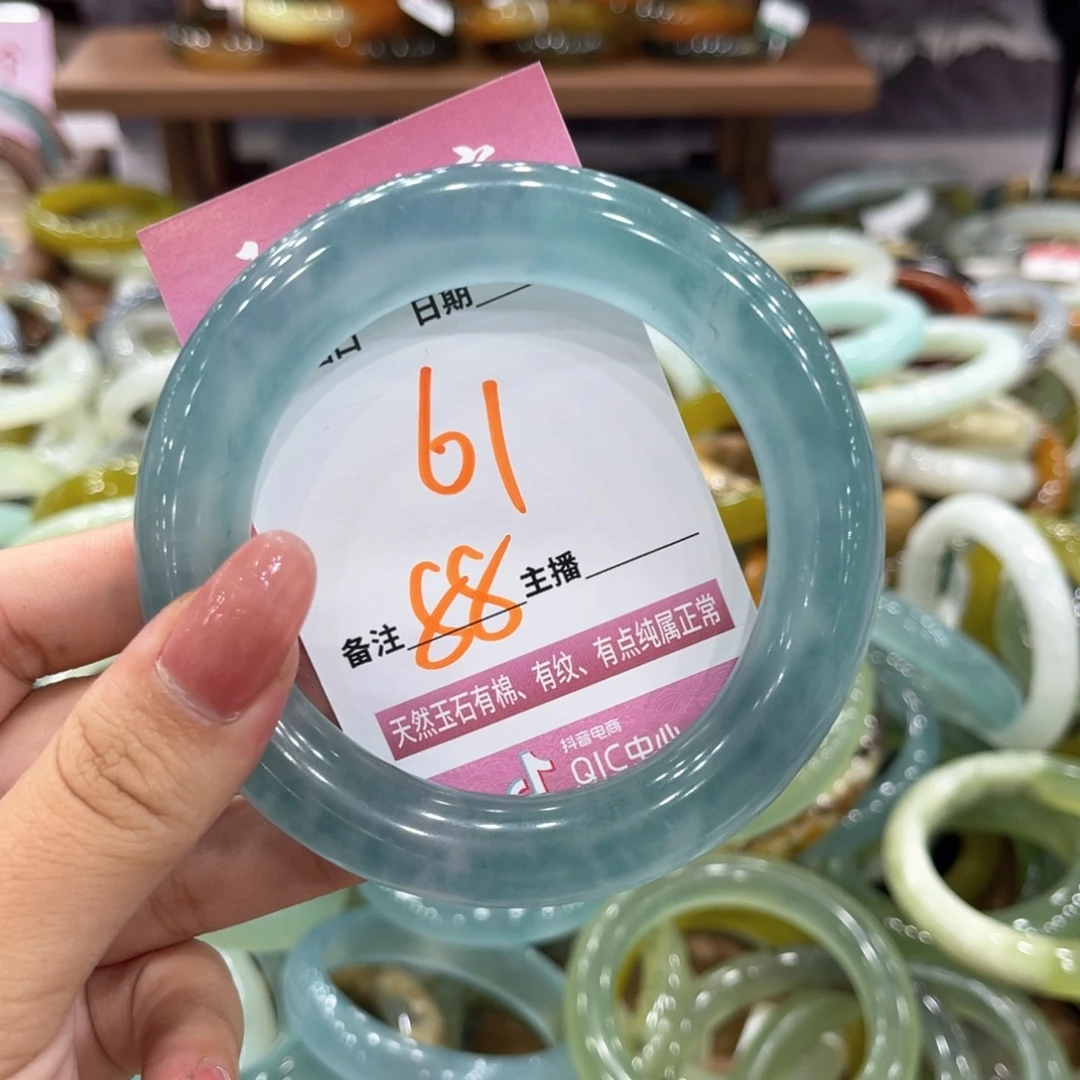 日期
61
88
备注 主播
天然玉石有棉、有纹、有点纯属正常
抖音电商
QIC中心